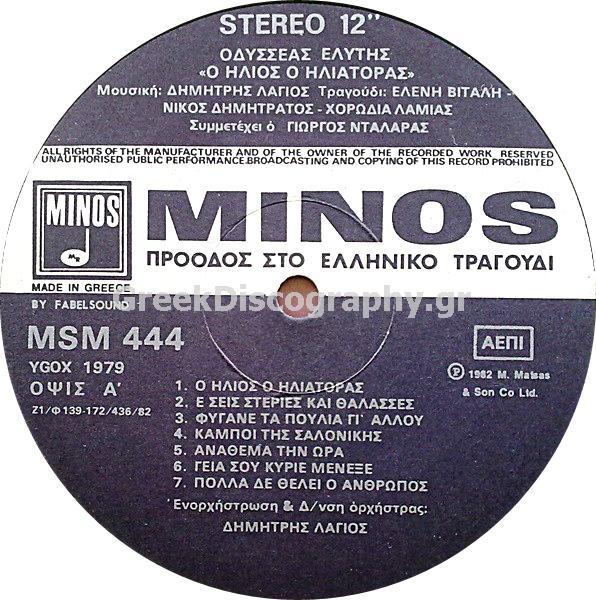 STEREO 12"
ΟΔΥΣΣΕΑΣ ΕΛΥΤΗΣ
«Ο ΗΛΙΟΣ Ο ΗΛΙΑΤΟΡΑΣ»
Μουσική: ΔΗΜΗΤΡΗΣ ΛΑΓΙΟΣ Τραγούδι: ΕΛΕΝΗ ΒΙΤΑΛΗ -
ΝΙΚΟΣ ΔΗΜΗΤΡΑΤΟΣ - ΧΟΡΩΔΙΑ ΛΑΜΙΑΣ
Συμμετέχει ὁ ΓΙΩΡΓΟΣ ΝΤΑΛΑΡΑΣ
ALL RIGHTS OF THE MANUFACTURER AND OF THE OWNER OF THE RECORDED WORK RESERVED
UNAUTHORISED PUBLIC PERFORMANCE.BROADCASTING AND COPYING OF THIS RECORD PROHIBITED
MINOS
MINOS
ΠΡΟΟΔΟΣ ΣΤΟ ΕΛΛΗΝΙΚΟ ΤΡΑΓΟΥΔΙ
MADE IN GREECE
BY FABELSOUND
GreekDiscography.gr
MSM 444
YGOX 1979
ΟΨΙΣ Α'
Ζ1/Φ139-172/436/82
ΑΕΠΙ
Ⓟ 1982 M. Matsas
& Son Co Ltd.
1. Ο ΗΛΙΟΣ Ο ΗΛΙΑΤΟΡΑΣ
2. Ε ΣΕΙΣ ΣΤΕΡΙΕΣ ΚΑΙ ΘΑΛΑΣΣΕΣ
3. ΦΥΓΑΝΕ ΤΑ ΠΟΥΛΙΑ ΓΙ' ΑΛΛΟΥ
4. ΚΑΜΠΟΙ ΤΗΣ ΣΑΛΟΝΙΚΗΣ
5. ΑΝΑΘΕΜΑ ΤΗΝ ΩΡΑ
6. ΓΕΙΑ ΣΟΥ ΚΥΡΙΕ ΜΕΝΕΞΕ
7. ΠΟΛΛΑ ΔΕ ΘΕΛΕΙ Ο ΑΝΘΡΩΠΟΣ
Ἐνορχήστρωση & Δ/νση ὀρχήστρας:
ΔΗΜΗΤΡΗΣ ΛΑΓΙΟΣ